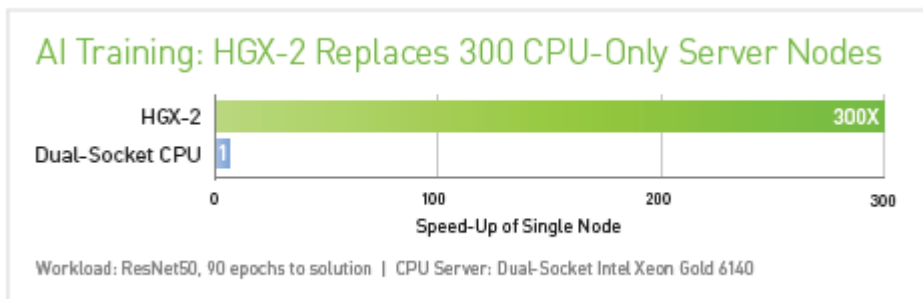 AI Training: HGX-2 Replaces 300 CPU-Only Server Nodes
HGX-2
300X
Dual-Socket CPU
1
0 100 200 300
Speed-Up of Single Node
Workload: ResNet50, 90 epochs to solution | CPU Server: Dual-Socket Intel Xeon Gold 6140